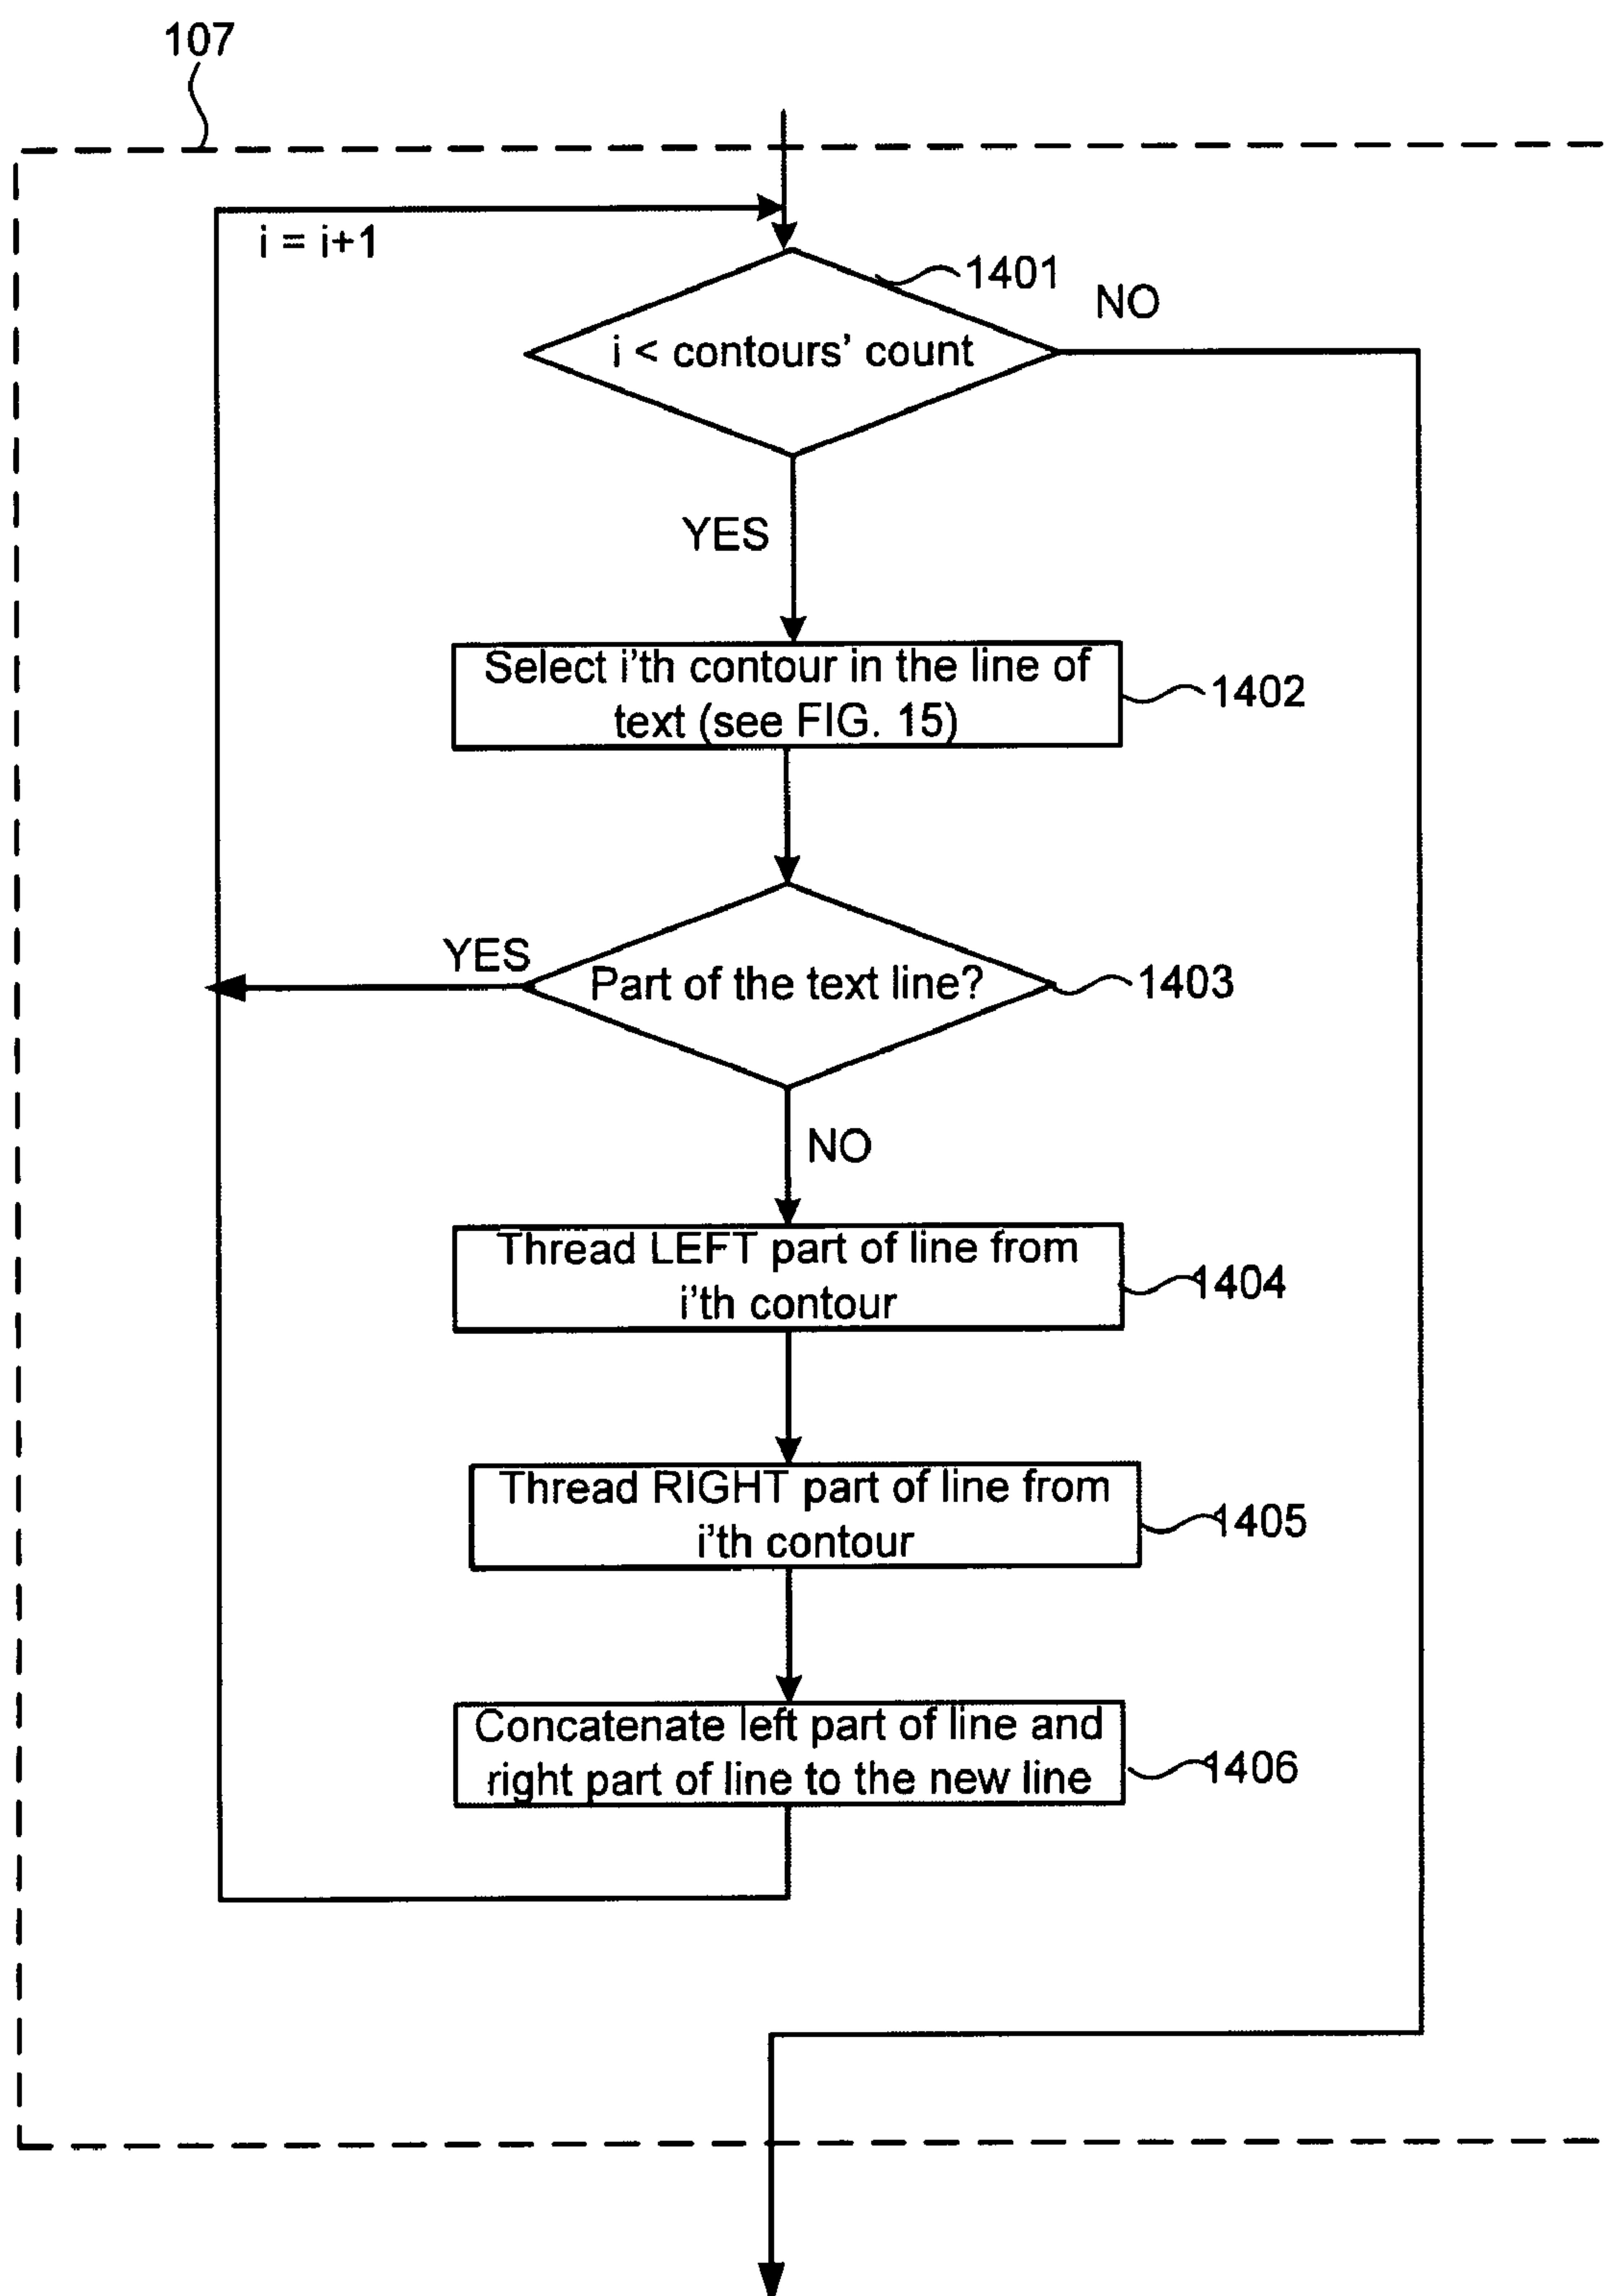 107
i = i+1
1401
NO
i < contours' count
YES
Select i'th contour in the line of
text (see FIG. 15)
1402
YES
Part of the text line?
1403
NO
Thread LEFT part of line from
i'th contour
1404
Thread RIGHT part of line from
i'th contour
1405
Concatenate left part of line and
right part of line to the new line
1406